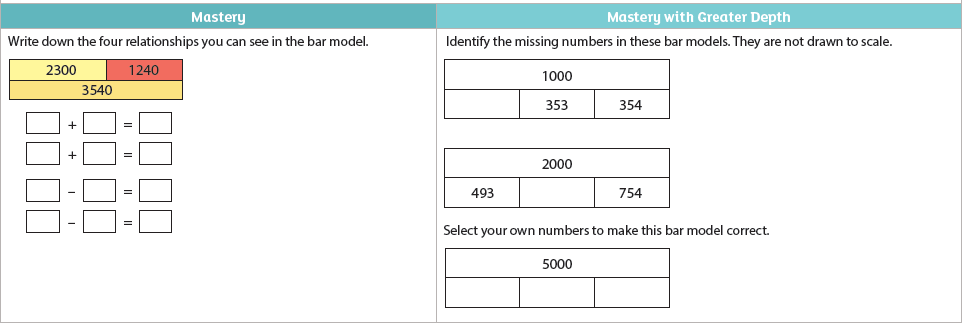 Mastery
Write down the four relationships you can see in the bar model.
2300 1240
3540
+ =
+ =
– =
– =
Mastery with Greater Depth
Identify the missing numbers in these bar models. They are not drawn to scale.
1000
353 354
2000
493 754
Select your own numbers to make this bar model correct.
5000